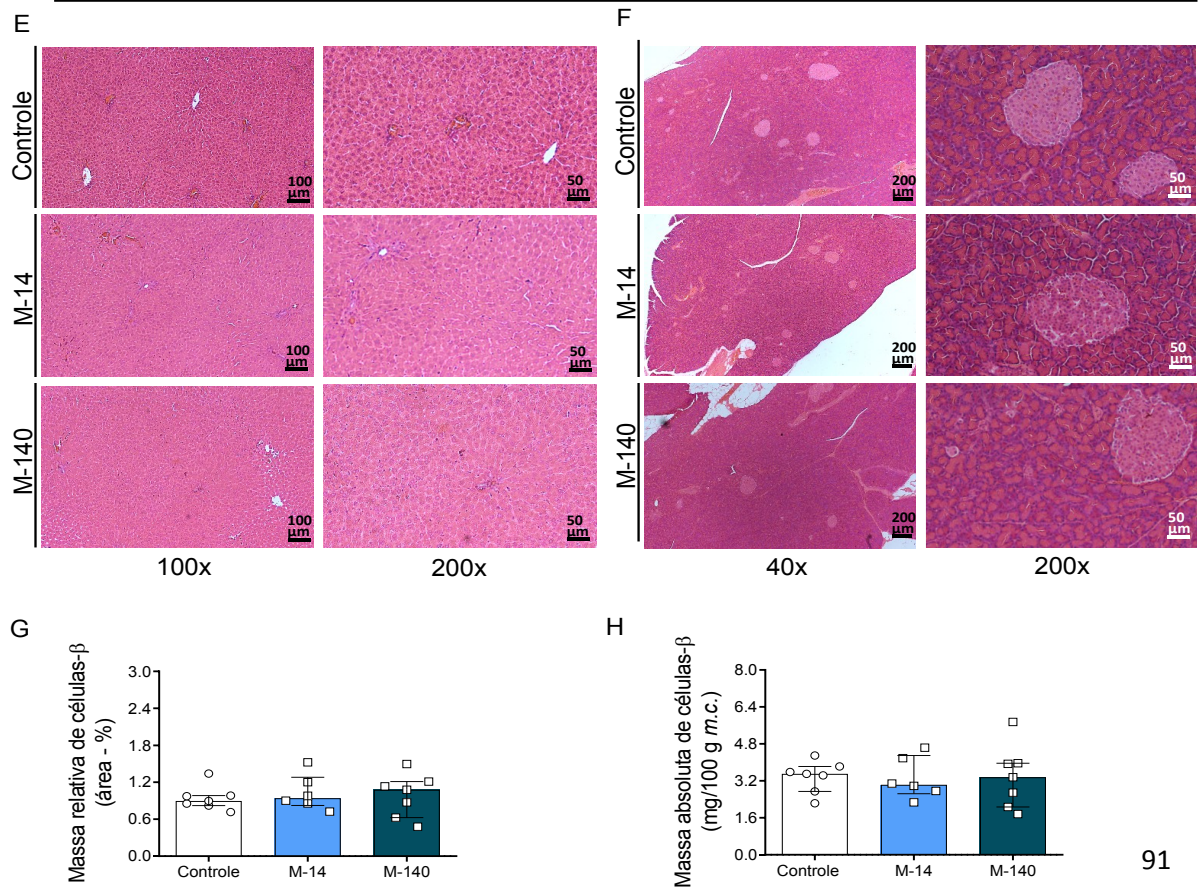 E
Controle
100
µm
50
µm
M-14
100
µm
50
µm
M-140
100
µm
50
µm
100x
200x
F
Controle
200
µm
50
µm
M-14
200
µm
50
µm
M-140
200
µm
50
µm
40x
200x
G
Massa relativa de células-β
(área - %)
3.0
2.4
1.8
1.2
0.6
0.0
Controle
M-14
M-140
H
Massa absoluta de células-β
(mg/100 g m.c.)
8.0
6.4
4.8
3.2
1.6
0.0
Controle
M-14
M-140
91